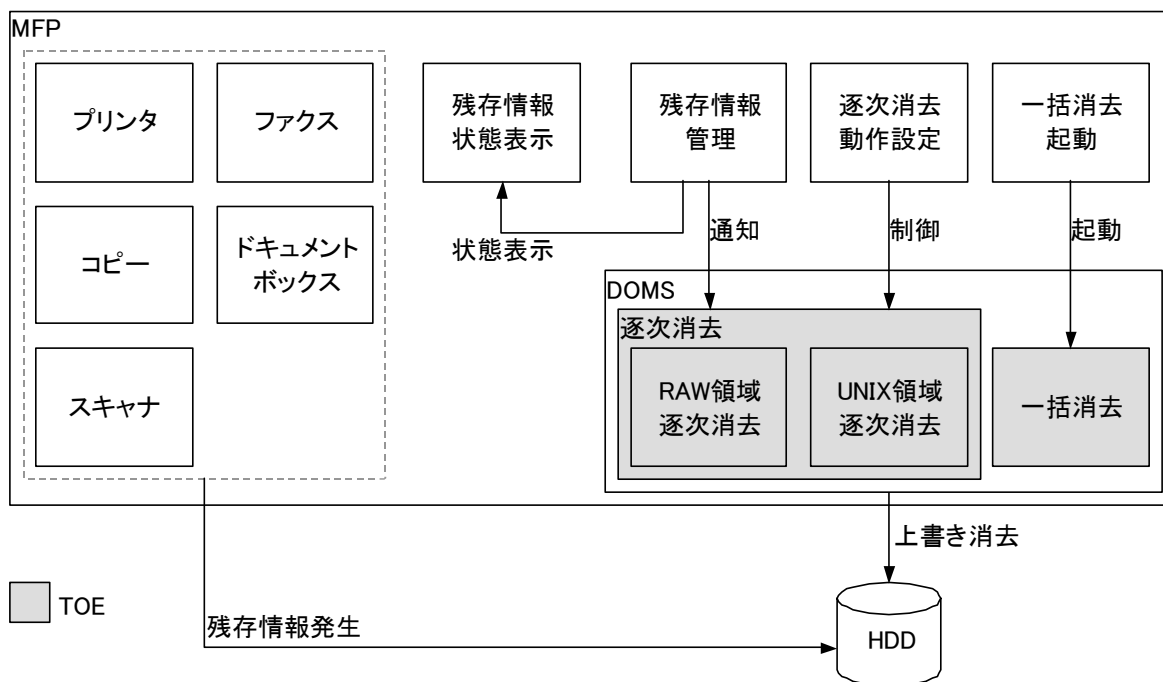 MFP
プリンタ
ファクス
コピー
ドキュメント
ボックス
スキャナ
残存情報
状態表示
残存情報
管理
逐次消去
動作設定
一括消去
起動
状態表示
通知
制御
起動
DOMS
逐次消去
RAW領域
逐次消去
UNIX領域
逐次消去
一括消去
上書き消去
TOE
残存情報発生
HDD